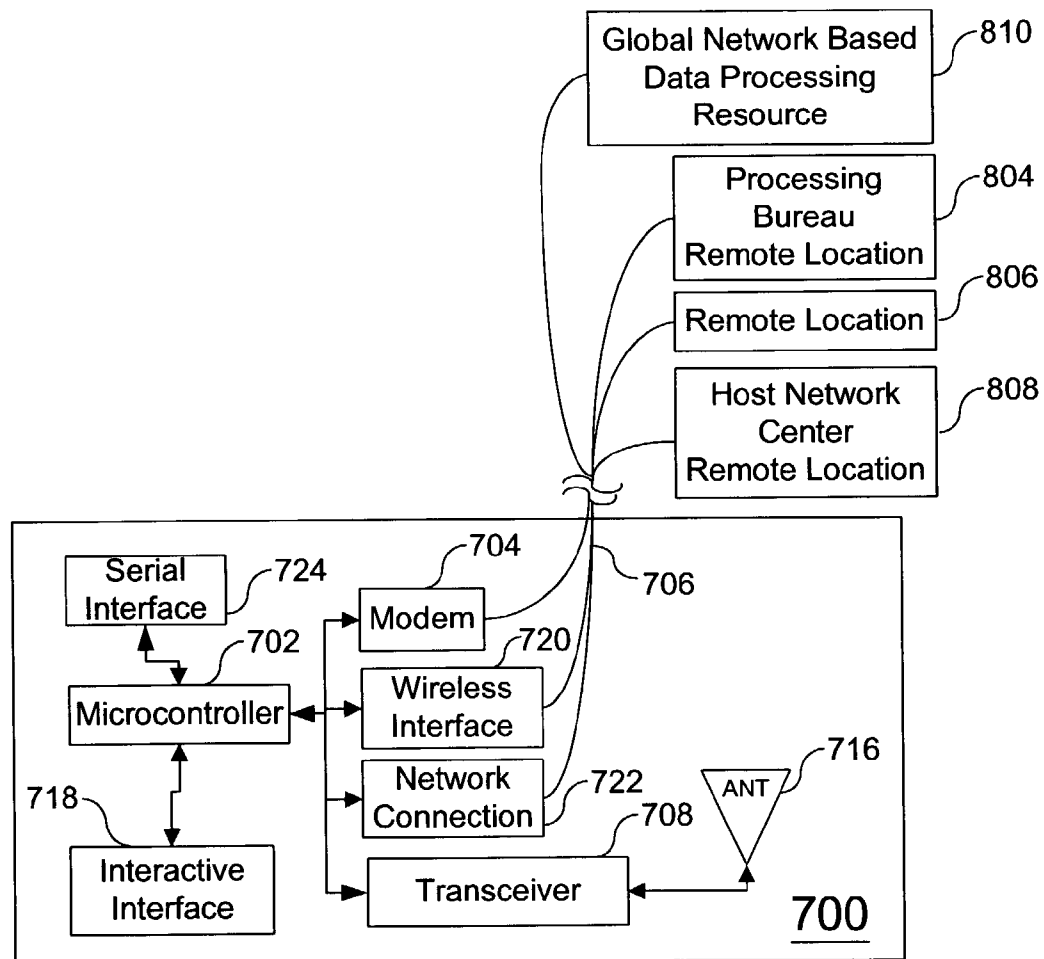 Global Network Based
Data Processing
Resource
810
Processing
Bureau
Remote Location
804
Remote Location
806
Host Network
Center
Remote Location
808
Serial
Interface
724
704
Modem
706
702
Microcontroller
720
Wireless
Interface
Network
Connection
722
708
Transceiver
ANT
716
718
Interactive
Interface
700